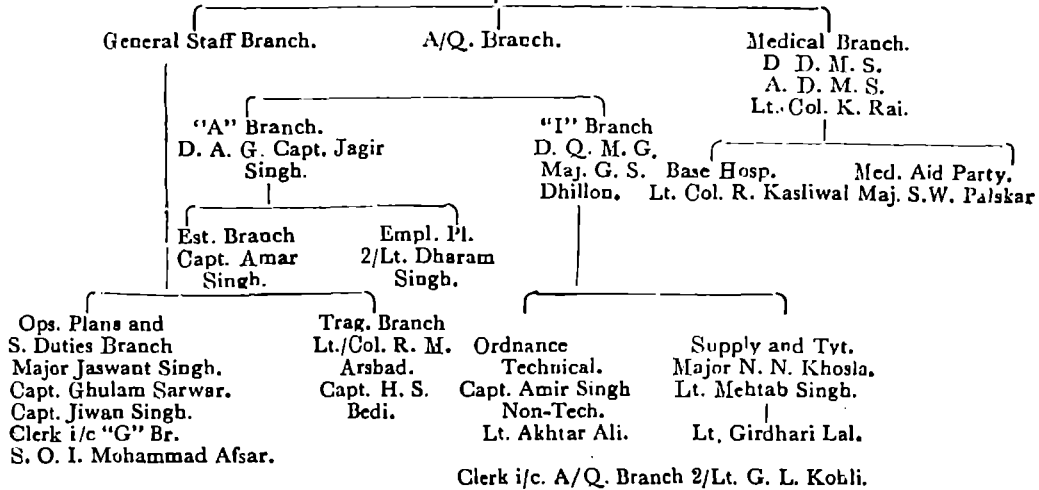 General Staff Branch.
A/Q. Branch.
Medical Branch.
D D. M. S.
A. D. M. S.
Lt. Col. K. Rai.
"A" Branch.
D. A. G. Capt. Jagir
Singh.
"I" Branch
D. Q. M. G.
Maj. G. S.
Dhillon.
Base Hosp.
Lt. Col. R. Kasliwal
Med. Aid Party.
Maj. S.W. Palskar
Est. Branch
Capt. Amar
Singh.
Empl. Pl.
2/Lt. Dharam
Singh.
Ops. Plans and
S. Duties Branch
Major Jaswant Singh.
Capt. Ghulam Sarwar.
Capt. Jiwan Singh.
Clerk i/c "G" Br.
S. O. I. Mohammad Afsar.
Trag. Branch
Lt./Col. R. M.
Arsbad.
Capt. H. S.
Bedi.
Ordnance
Technical.
Capt. Amir Singh
Non-Tech.
Lt. Akhtar Ali.
Supply and Tyt.
Major N. N. Khosla.
Lt. Mehtab Singh.
Lt, Girdhari Lal.
Clerk i/c. A/Q. Branch 2/Lt. G. L. Kohli.